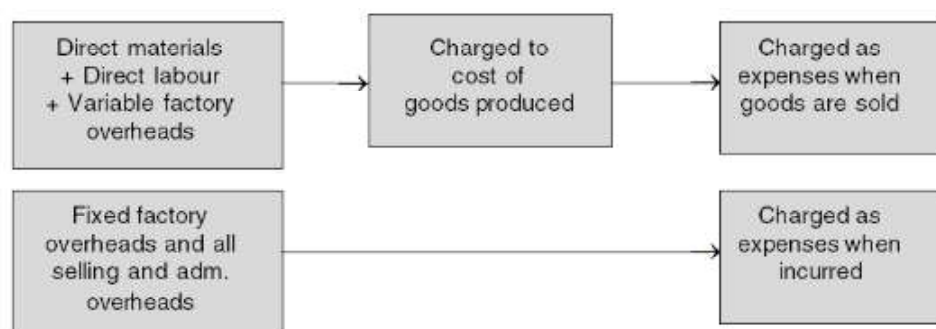 Direct materials
+ Direct labour
+ Variable factory
overheads
Charged to
cost of
goods produced
Charged as
expenses when
goods are sold
Fixed factory
overheads and all
selling and adm.
overheads
Charged as
expenses when
incurred